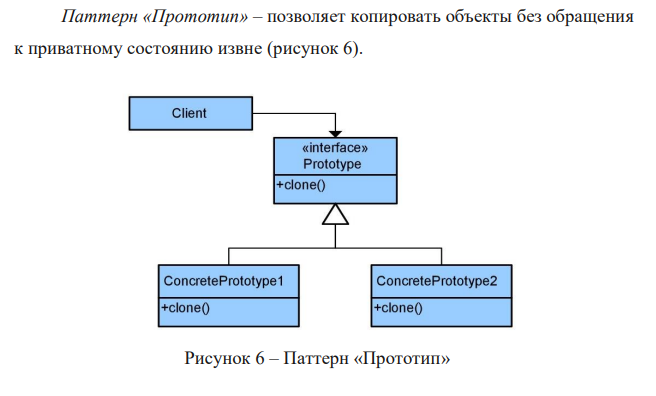 Паттерн «Прототип» – позволяет копировать объекты без обращения
к приватному состоянию извне (рисунок 6).
Client
«interface»
Prototype
+clone()
ConcretePrototype1
+clone()
ConcretePrototype2
+clone()
Рисунок 6 – Паттерн «Прототип»